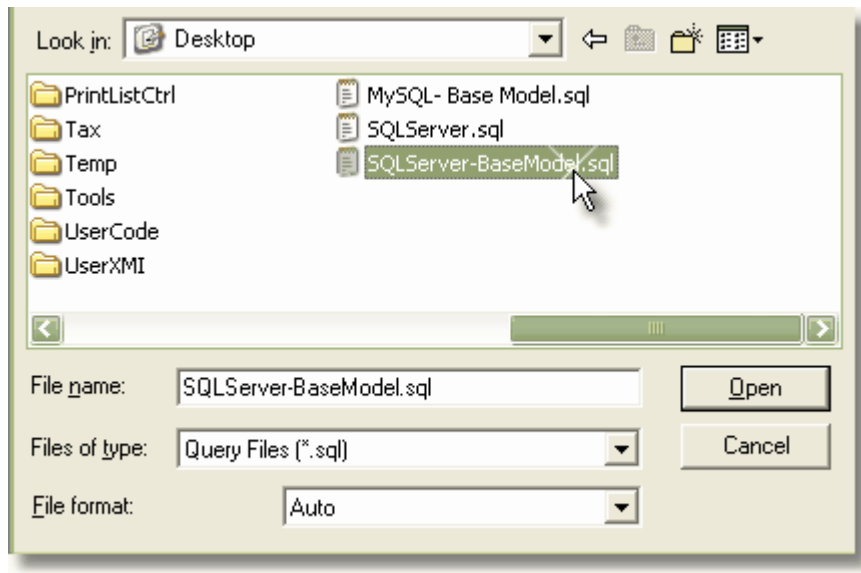 Look in: Desktop
PrintListCtrl
Tax
Temp
Tools
UserCode
UserXMI
MySQL- Base Model.sql
SQLServer.sql
SQLServer-BaseModel.sql
File name: SQLServer-BaseModel.sql
Open
Files of type: Query Files (*.sql)
Cancel
File format: Auto